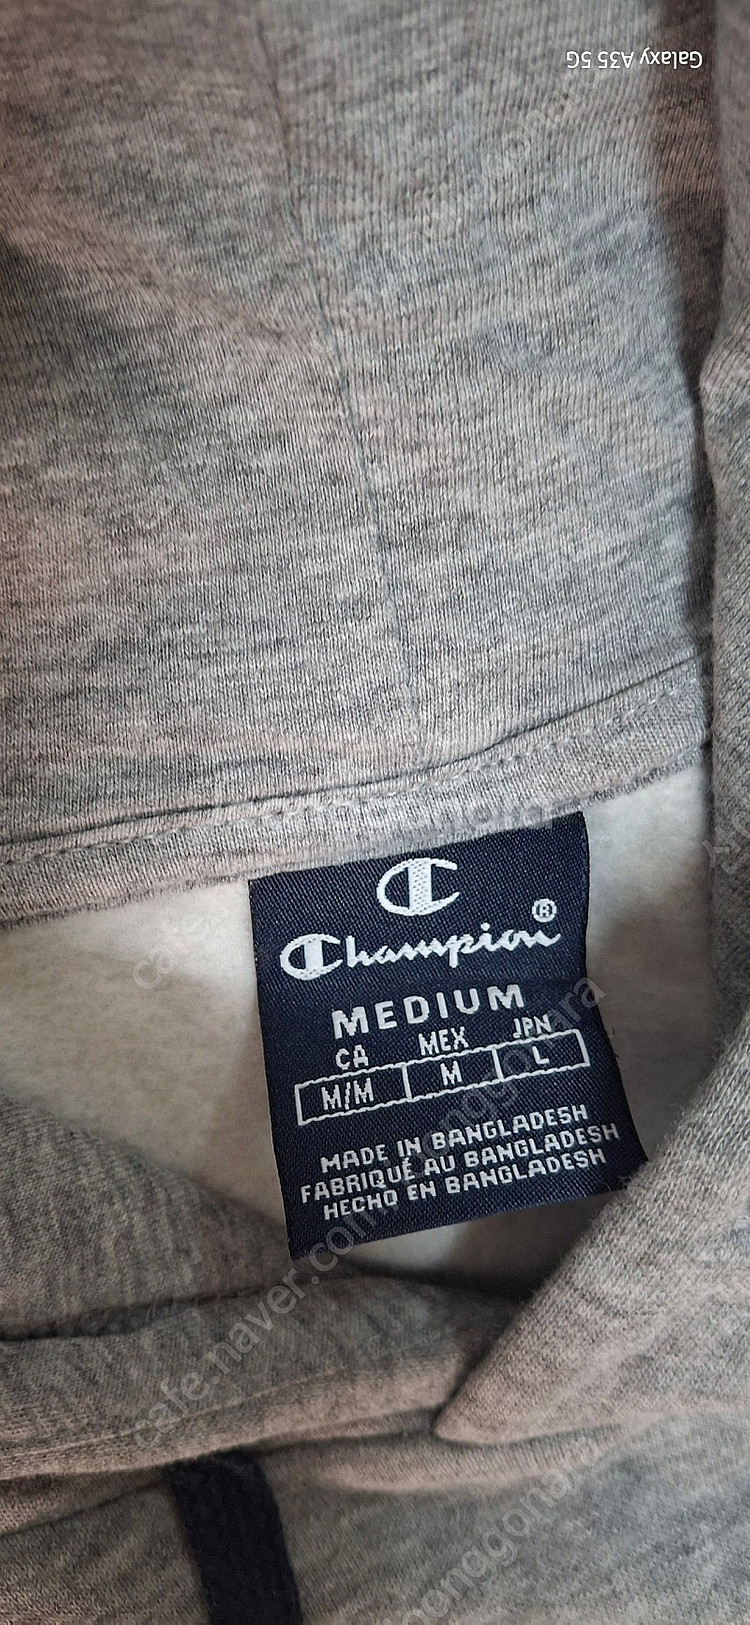 Galaxy A35 5G
C
Champion®
MEDIUM
CA MEX JPN
M/M M L
MADE IN BANGLADESH
FABRIQUÉ AU BANGLADESH
HECHO EN BANGLADESH
cafe.naver.com/joonggonara